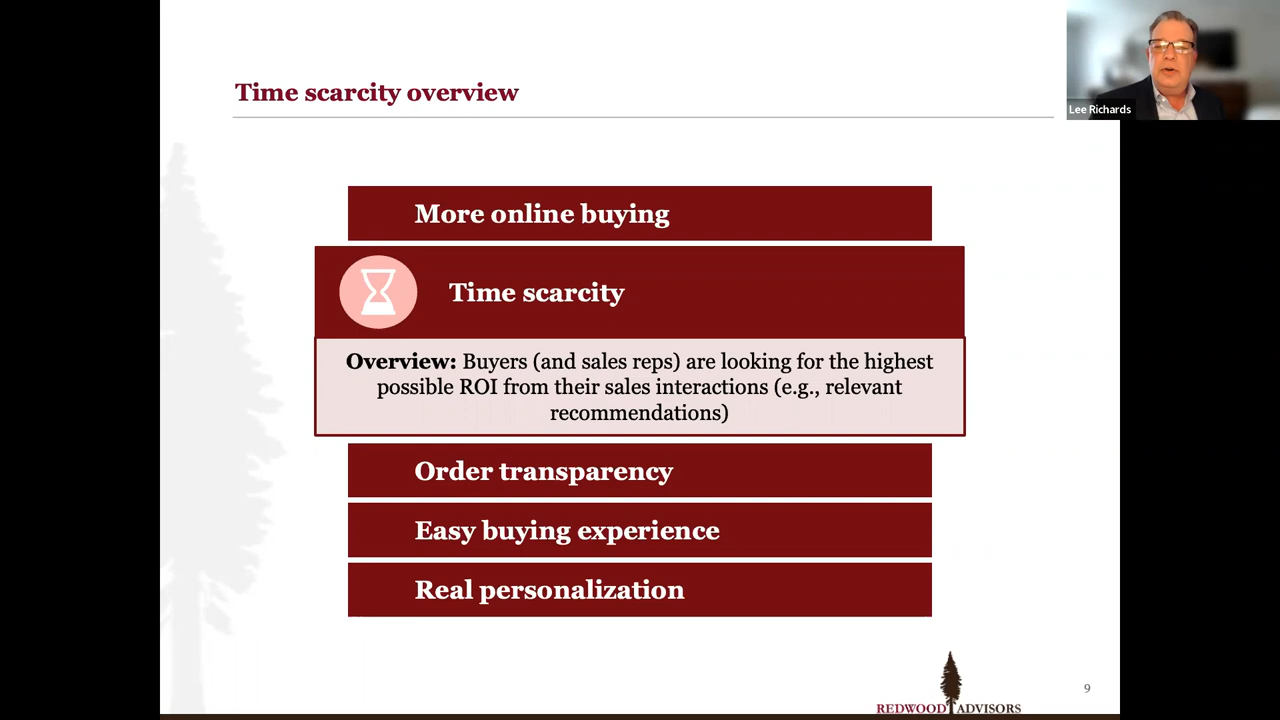 Time scarcity overview
Lee Richards
More online buying
Time scarcity
Overview: Buyers (and sales reps) are looking for the highest
possible ROI from their sales interactions (e.g., relevant
recommendations)
Order transparency
Easy buying experience
Real personalization
REDWOOD ADVISORS
9